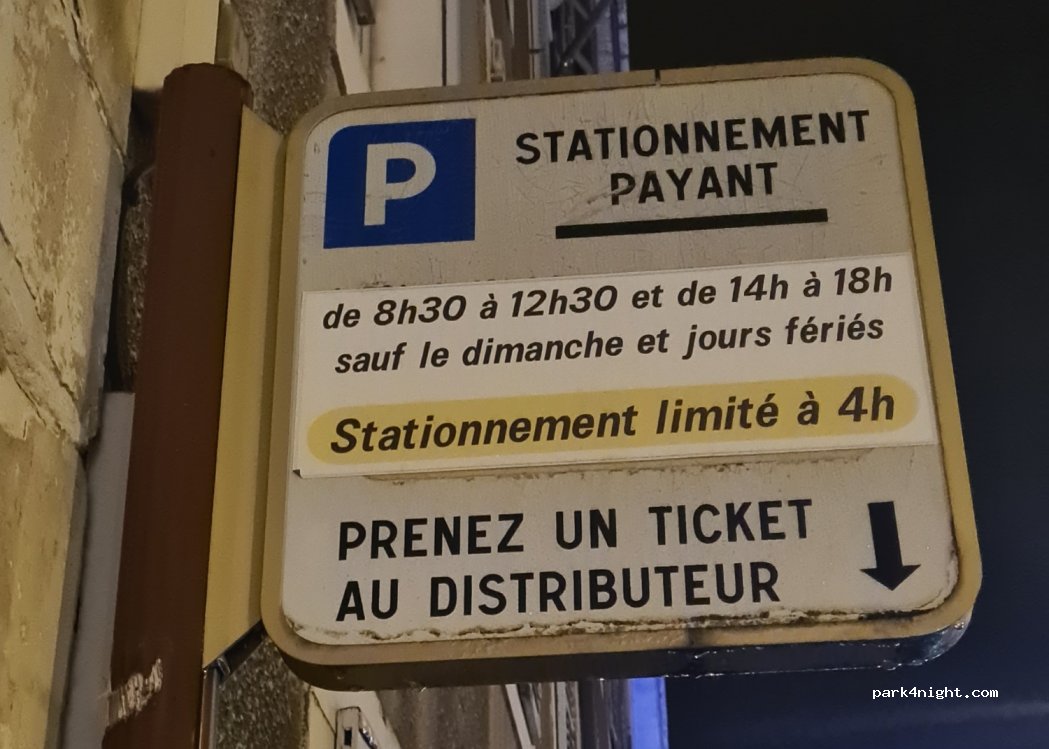 P
STATIONNEMENT
PAYANT
de 8h30 à 12h30 et de 14h à 18h
sauf le dimanche et jours fériés
Stationnement limité à 4h
PRENEZ UN TICKET
AU DISTRIBUTEUR
park4night.com